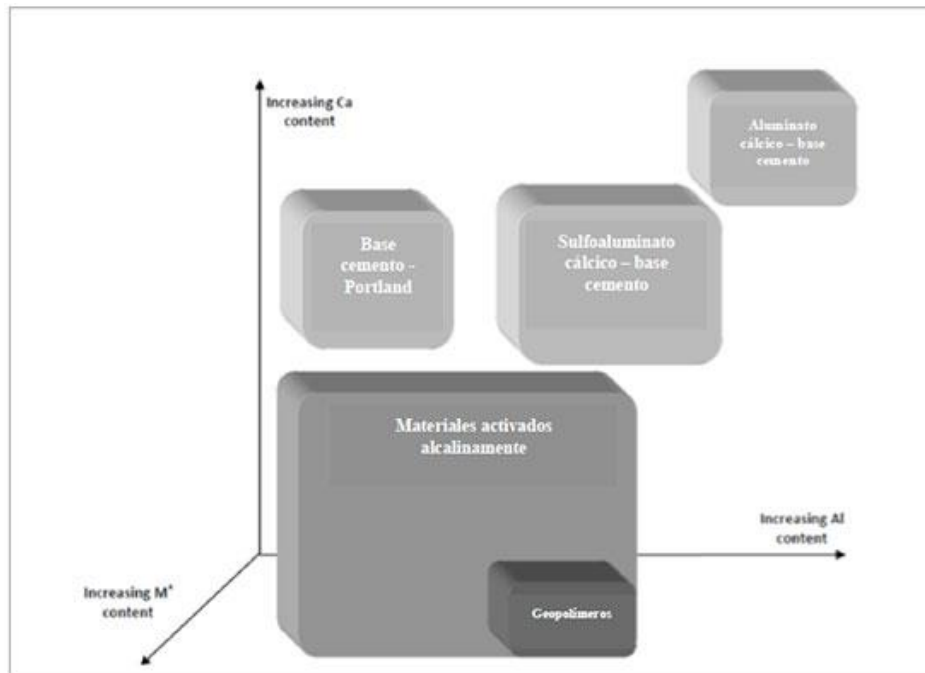 Increasing Ca
content
Aluminato
cálcico – base
cemento
Base
cemento -
Portland
Sulfoaluminato
cálcico – base
cemento
Materiales activados
alcalinamente
Increasing Al
content
Increasing M⁺
content
Geopolímeros